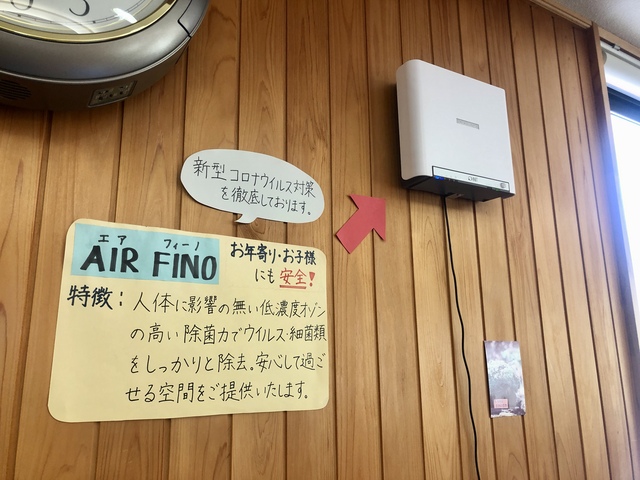 新型コロナウイルス対策
を徹底しております。
エア フィーノ
AIR FINO
お年寄り・お子様
にも安全!
特徴:人体に影響の無い低濃度オゾン
の高い除菌力でウイルス・細菌類
をしっかりと除去。安心して過ご
せる空間をご提供いたします。